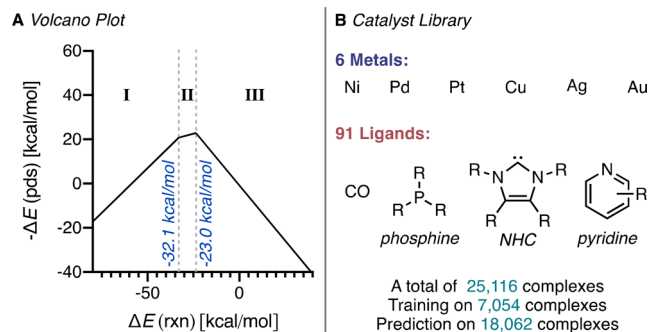 A Volcano Plot
60
40
20
0
-20
-40
-ΔE (pds) [kcal/mol]
I II III
-32.1 kcal/mol
-23.0 kcal/mol
-50 0
ΔE (rxn) [kcal/mol]
B Catalyst Library
6 Metals:
Ni Pd Pt Cu Ag Au
91 Ligands:
CO
R
P
R R
phosphine
R N N R
R R
NHC
N
R
pyridine
A total of 25,116 complexes
Training on 7,054 complexes
Prediction on 18,062 complexes